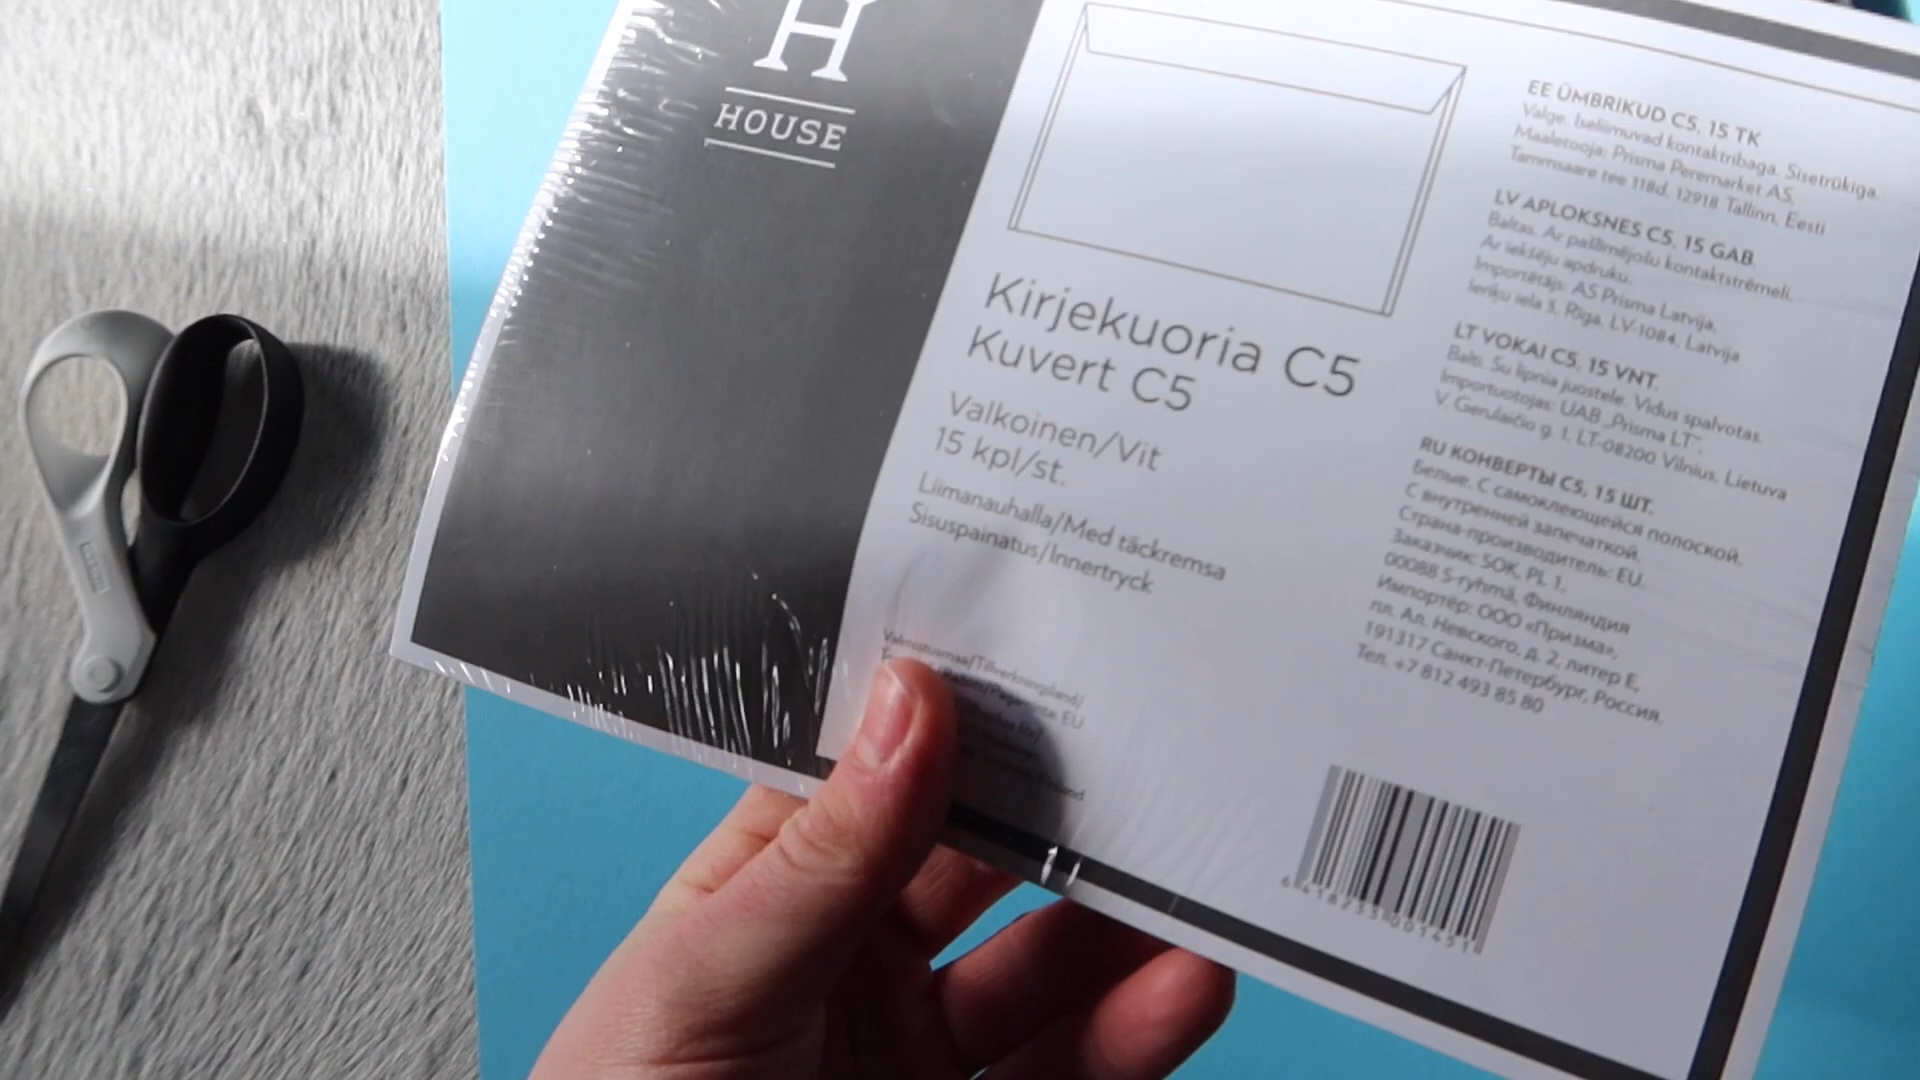 H
HOUSE
Kirjekuoria C5
Kuvert C5
Valkoinen/Vit
15 kpl/st.
Liimanauhalla/Med täckremsa
Sisuspainatus/Innertryck
Valmistusmaa/Tillverkningsland/
EU
EE ÜMBRIKUD C5, 15 TK
Valge. Iseliimuvad kontaktribaga. Sisetrükiga.
Maaletooja: Prisma Peremarket AS,
Tammsaare tee 118d, 12918 Tallinn, Eesti
LV APLOKSNES C5, 15 GAB.
Baltas. Ar pašlīmējošu kontaktstrēmeli.
Ar iekšēju apdruku.
Importētājs: AS Prisma Latvija,
Ieriķu iela 3, Rīga, LV-1084, Latvija
LT VOKAI C5, 15 VNT.
Balti. Su lipnia juostele. Vidus spalvotas.
Importuotojas: UAB „Prisma LT",
V. Gerulaičio g. 1, LT-08200 Vilnius, Lietuva
RU КОНВЕРТЫ C5, 15 ШТ.
Белые. С самоклеющейся полоской.
С внутренней запечаткой.
Страна-производитель: EU.
Заказчик: SOK, PL 1,
00088 S-ryhmä, Финляндия
Импортёр: ООО «Призма»,
пл. Ал. Невского, д. 2, литер Е,
191317 Санкт-Петербург, Россия.
Тел. +7 812 493 85 80
6 418233 001451